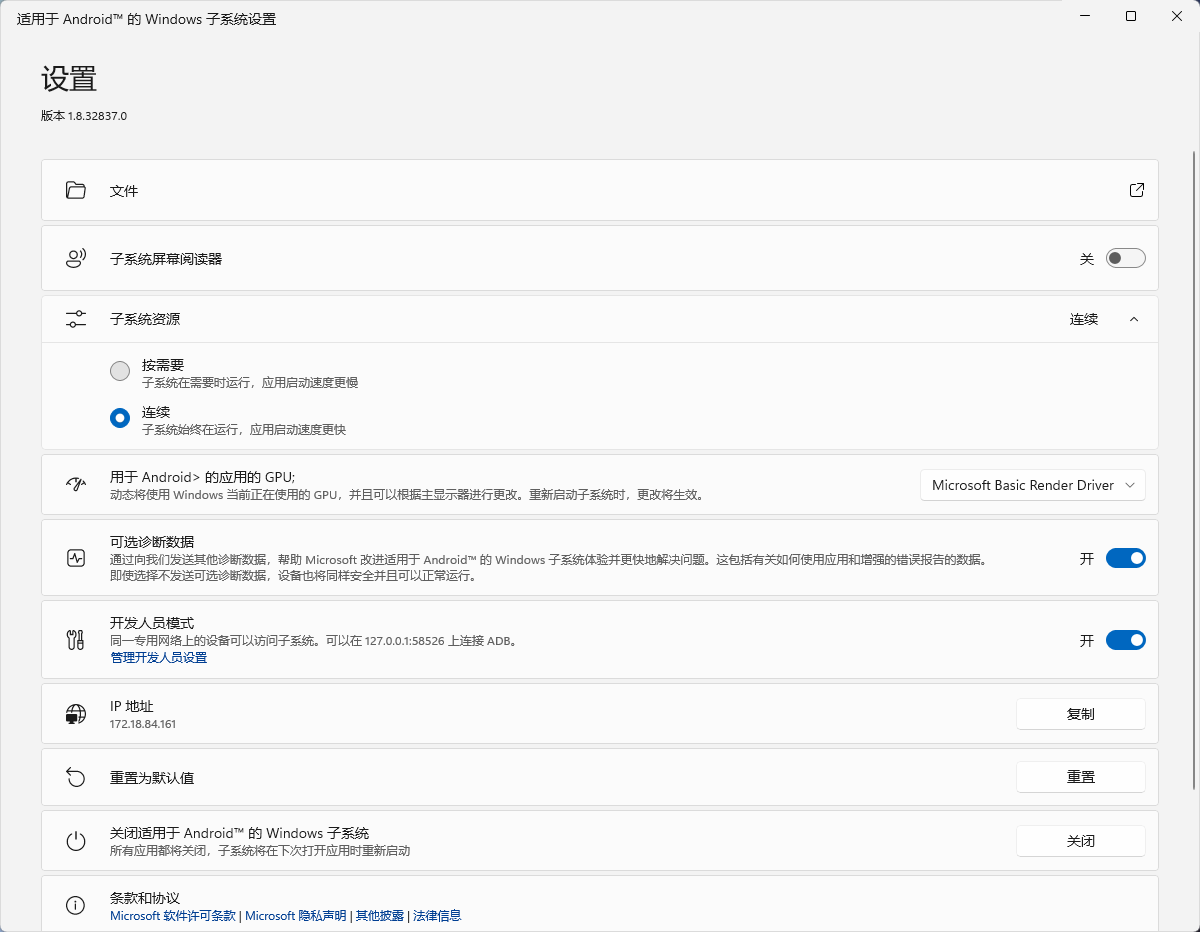 适用于 Android™ 的 Windows 子系统设置
设置
版本 1.8.32837.0
文件
子系统屏幕阅读器
关
子系统资源
连续
按需要
子系统在需要时运行，应用启动速度更慢
连续
子系统始终在运行，应用启动速度更快
用于 Android> 的应用的 GPU;
动态将使用 Windows 当前正在使用的 GPU，并且可以根据主显示器进行更改。重新启动子系统时，更改将生效。
Microsoft Basic Render Driver
可选诊断数据
通过向我们发送其他诊断数据，帮助 Microsoft 改进适用于 Android™ 的 Windows 子系统体验并更快地解决问题。这包括有关如何使用应用和增强的错误报告的数据。
即使选择不发送可选诊断数据，设备也将同样安全并且可以正常运行。
开
开发人员模式
同一专用网络上的设备可以访问子系统。可以在 127.0.0.1:58526 上连接 ADB。
管理开发人员设置
开
IP 地址
172.18.84.161
复制
重置为默认值
重置
关闭适用于 Android™ 的 Windows 子系统
所有应用都将关闭，子系统将在下次打开应用时重新启动
关闭
条款和协议
Microsoft 软件许可条款 | Microsoft 隐私声明 | 其他披露 | 法律信息